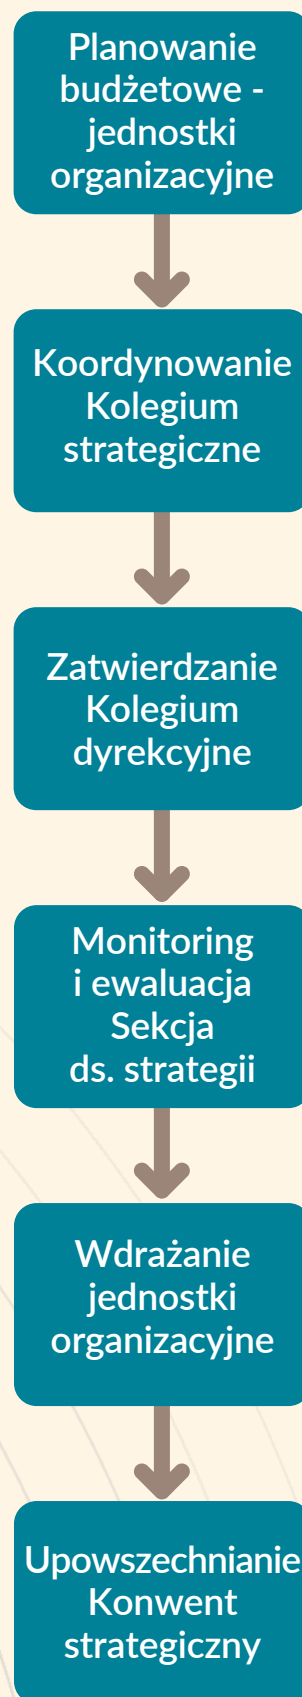 Planowanie
budżetowe -
jednostki
organizacyjne
Koordynowanie
Kolegium
strategiczne
Zatwierdzanie
Kolegium
dyrekcyjne
Monitoring
i ewaluacja
Sekcja
ds. strategii
Wdrażanie
jednostki
organizacyjne
Upowszechnianie
Konwent
strategiczny